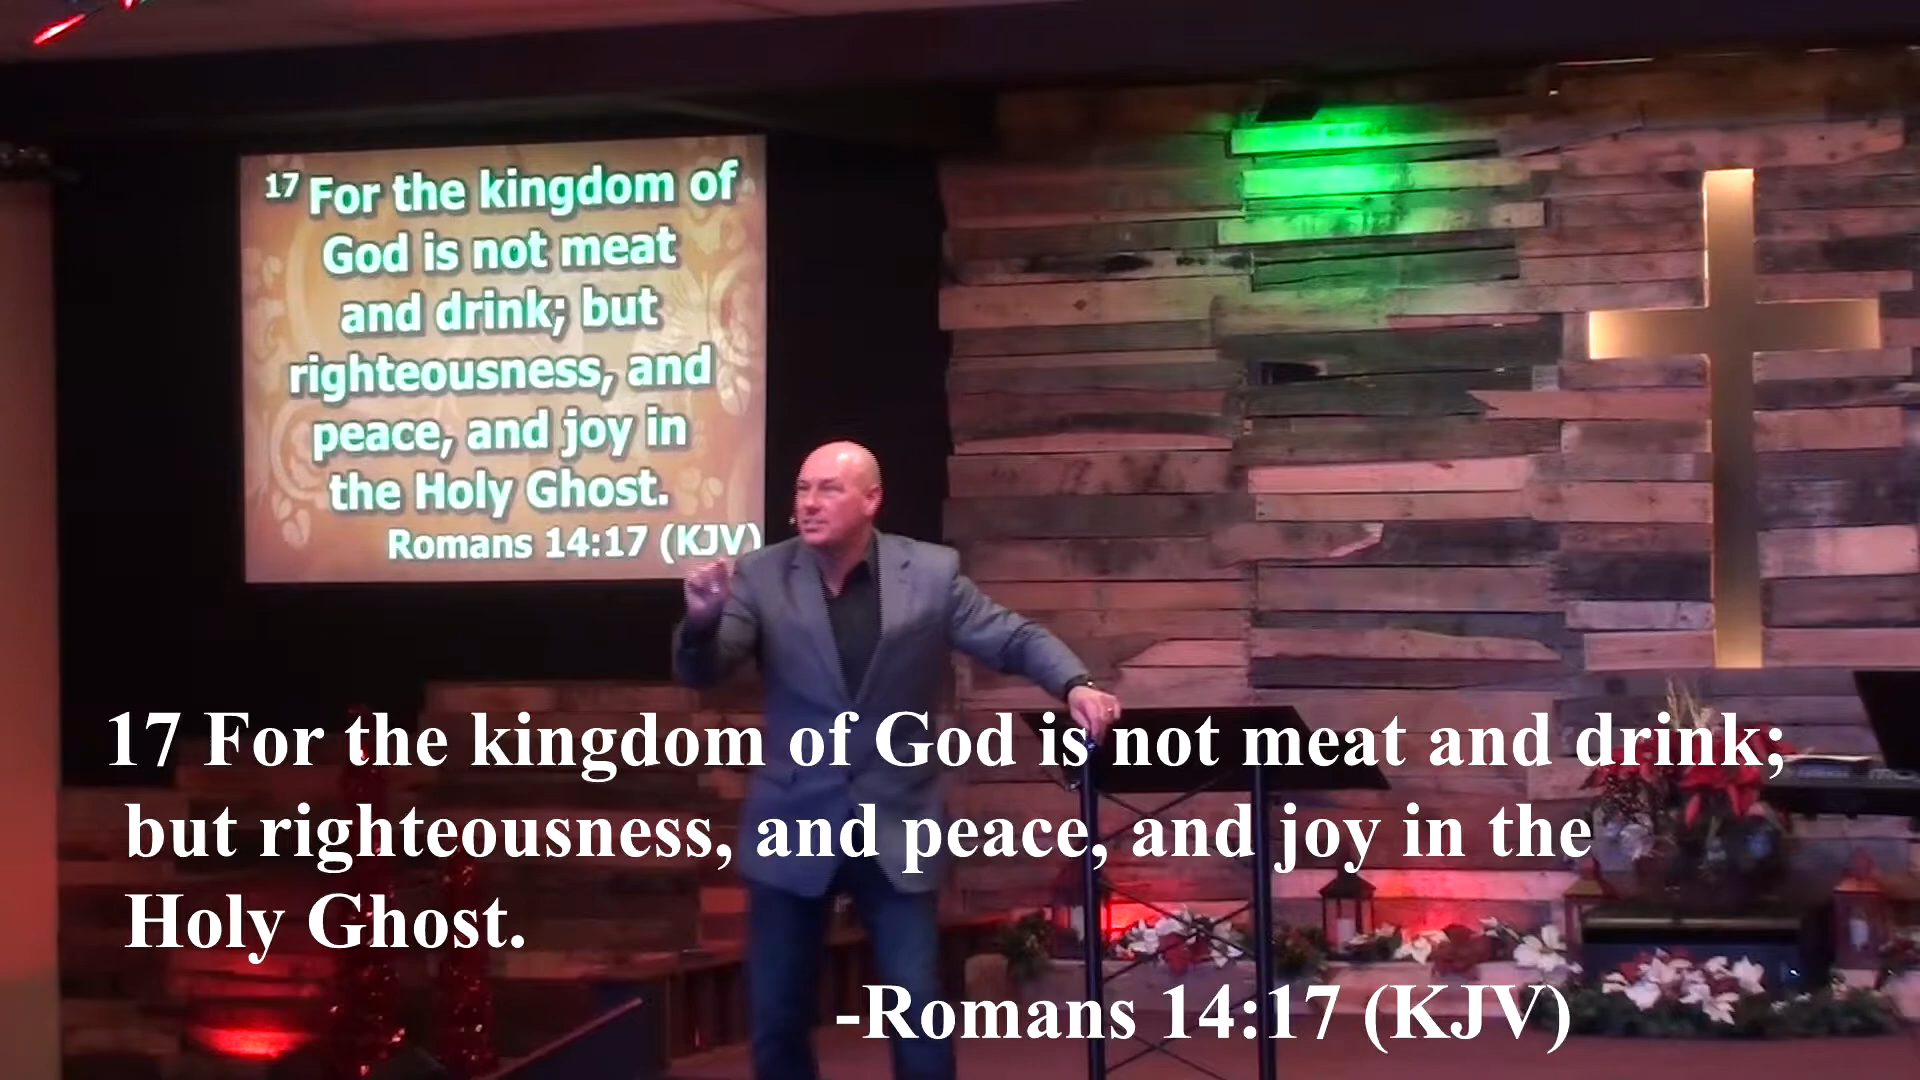 17 For the kingdom of
God is not meat
and drink; but
righteousness, and
peace, and joy in
the Holy Ghost.
Romans 14:17 (KJV)
17 For the kingdom of God is not meat and drink;
but righteousness, and peace, and joy in the
Holy Ghost.
-Romans 14:17 (KJV)